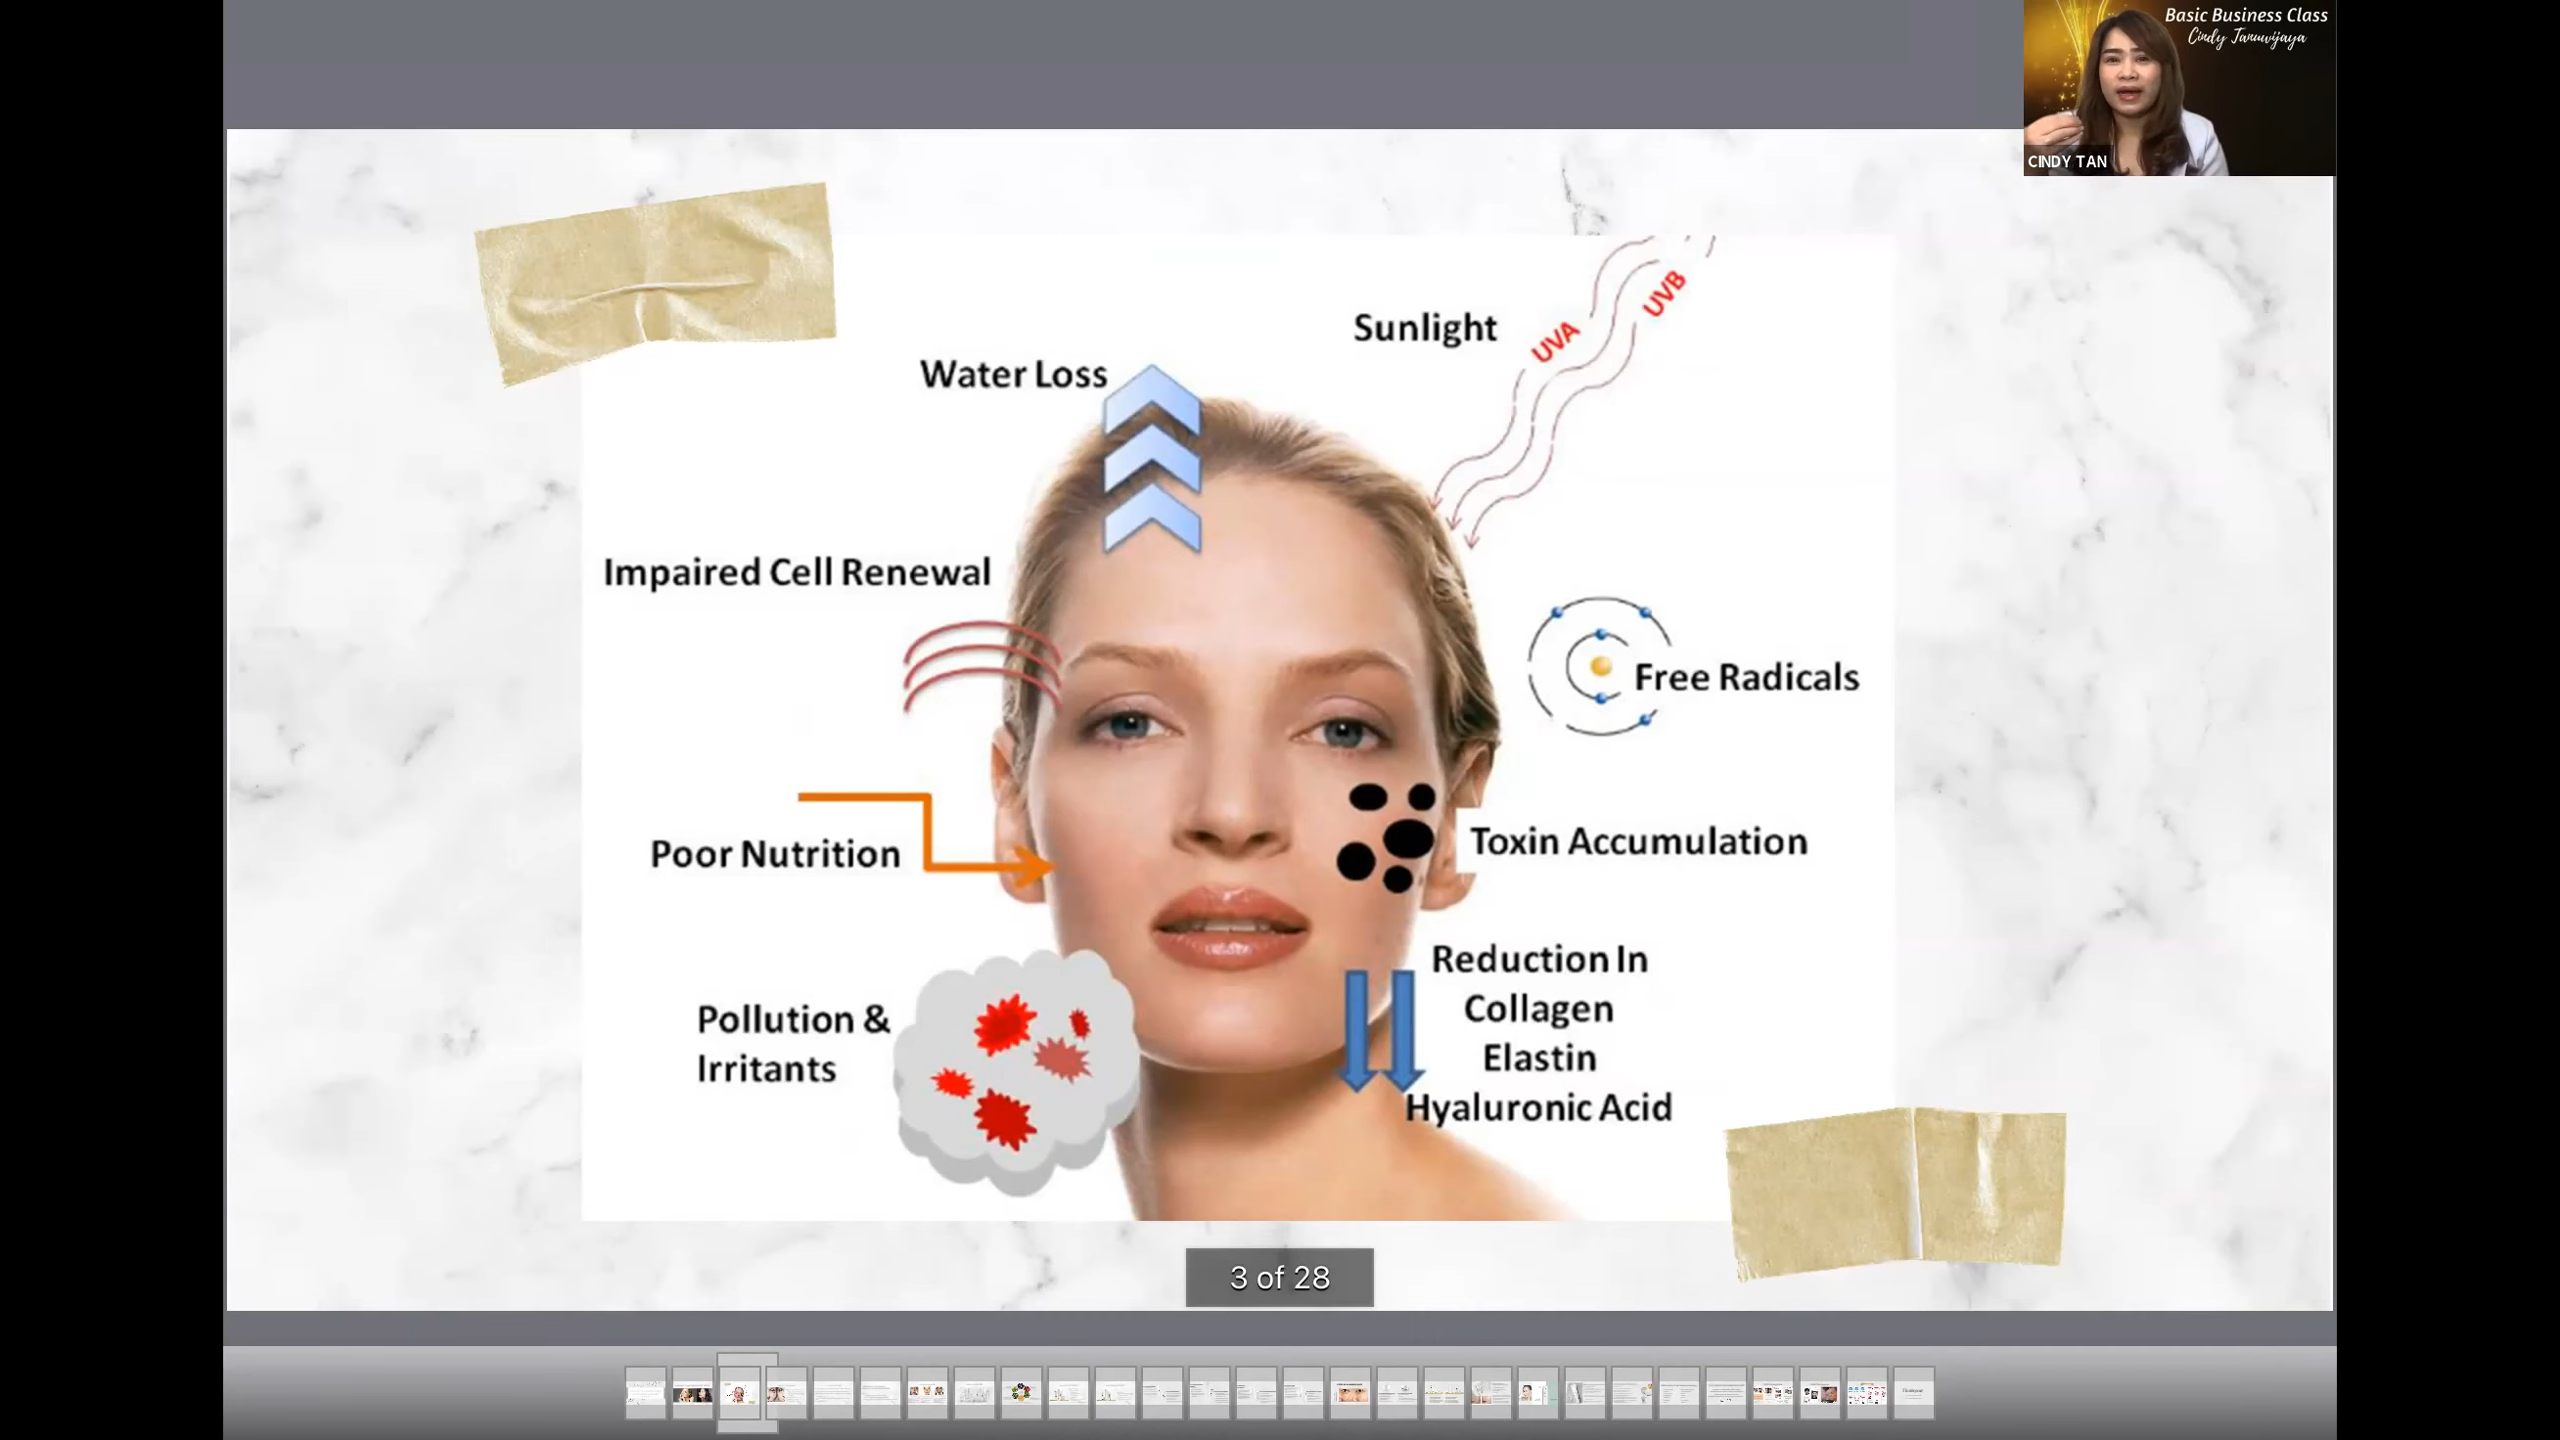 Basic Business Class
Cindy Tanuwijaya
CINDY TAN
Sunlight
UVA
UVB
Water Loss
Impaired Cell Renewal
Free Radicals
Poor Nutrition
Toxin Accumulation
Pollution &
Irritants
Reduction In
Collagen
Elastin
Hyaluronic Acid
3 of 28